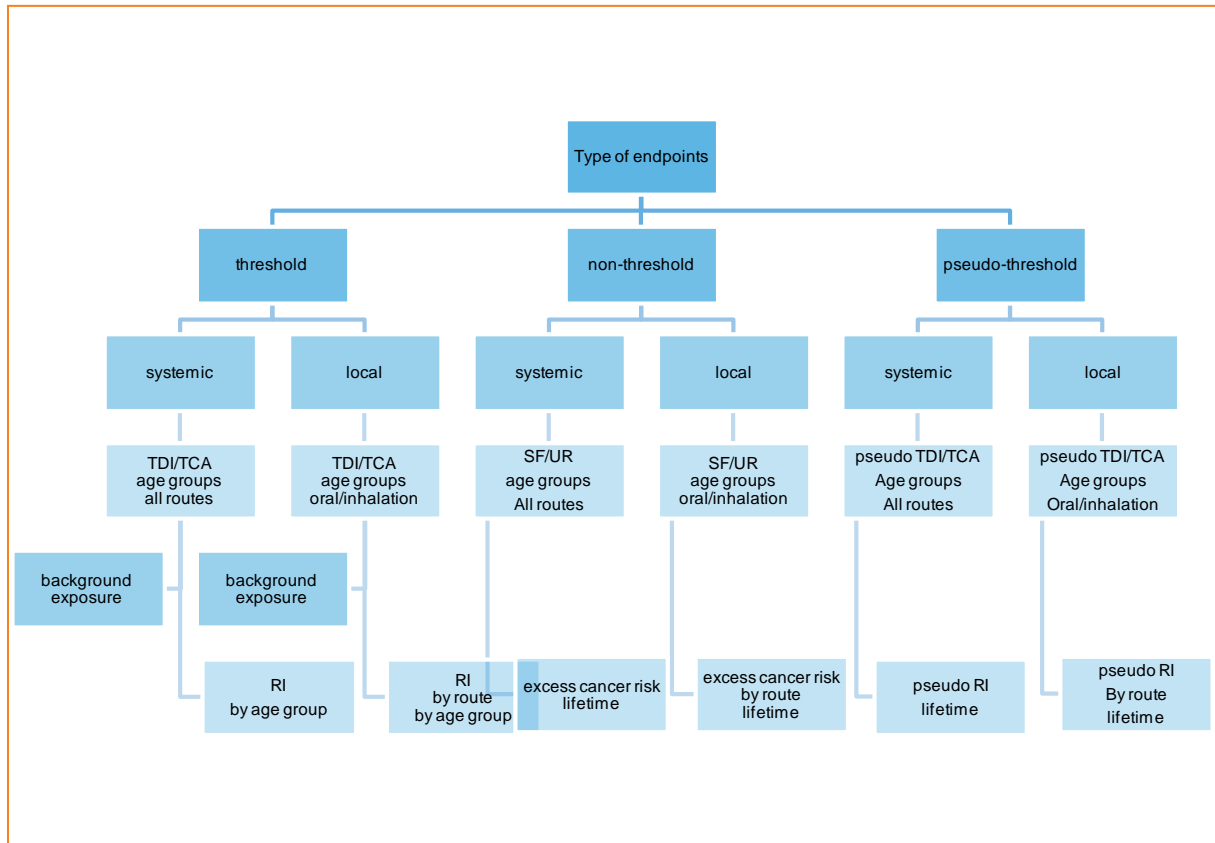 Type of endpoints
threshold
non-threshold
pseudo-threshold
systemic
local
systemic
local
systemic
local
TDI/TCA
age groups
all routes
TDI/TCA
age groups
oral/inhalation
SF/UR
age groups
All routes
SF/UR
age groups
oral/inhalation
pseudo TDI/TCA
Age groups
All routes
pseudo TDI/TCA
Age groups
Oral/inhalation
background
exposure
background
exposure
RI
by age group
RI
by route
by age group
excess cancer risk
lifetime
excess cancer risk
by route
lifetime
pseudo RI
lifetime
pseudo RI
By route
lifetime